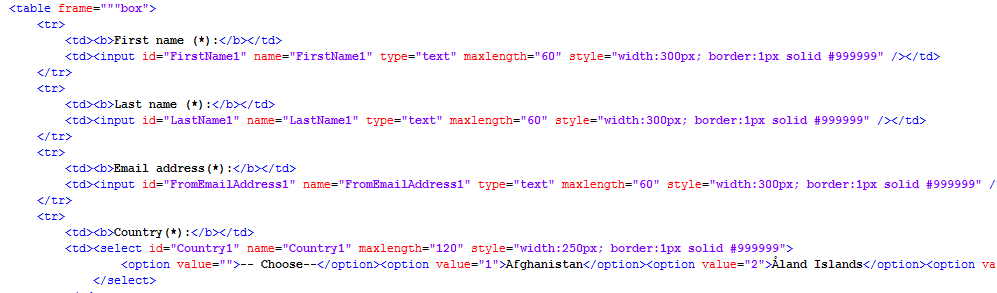 <table frame="""box">
<tr>
<td><b>First name (*):</b></td>
<td><input id="FirstName1" name="FirstName1" type="text" maxlength="60" style="width:300px; border:1px solid #999999" /></td>
</tr>
<tr>
<td><b>Last name (*):</b></td>
<td><input id="LastName1" name="LastName1" type="text" maxlength="60" style="width:300px; border:1px solid #999999" /></td>
</tr>
<tr>
<td><b>Email address(*):</b></td>
<td><input id="FromEmailAddress1" name="FromEmailAddress1" type="text" maxlength="60" style="width:300px; border:1px solid #999999" /
</tr>
<tr>
<td><b>Country(*):</b></td>
<td><select id="Country1" name="Country1" maxlength="120" style="width:250px; border:1px solid #999999">
<option value="">-- Choose--</option><option value="1">Afghanistan</option><option value="2">Åland Islands</option><option va
</select>